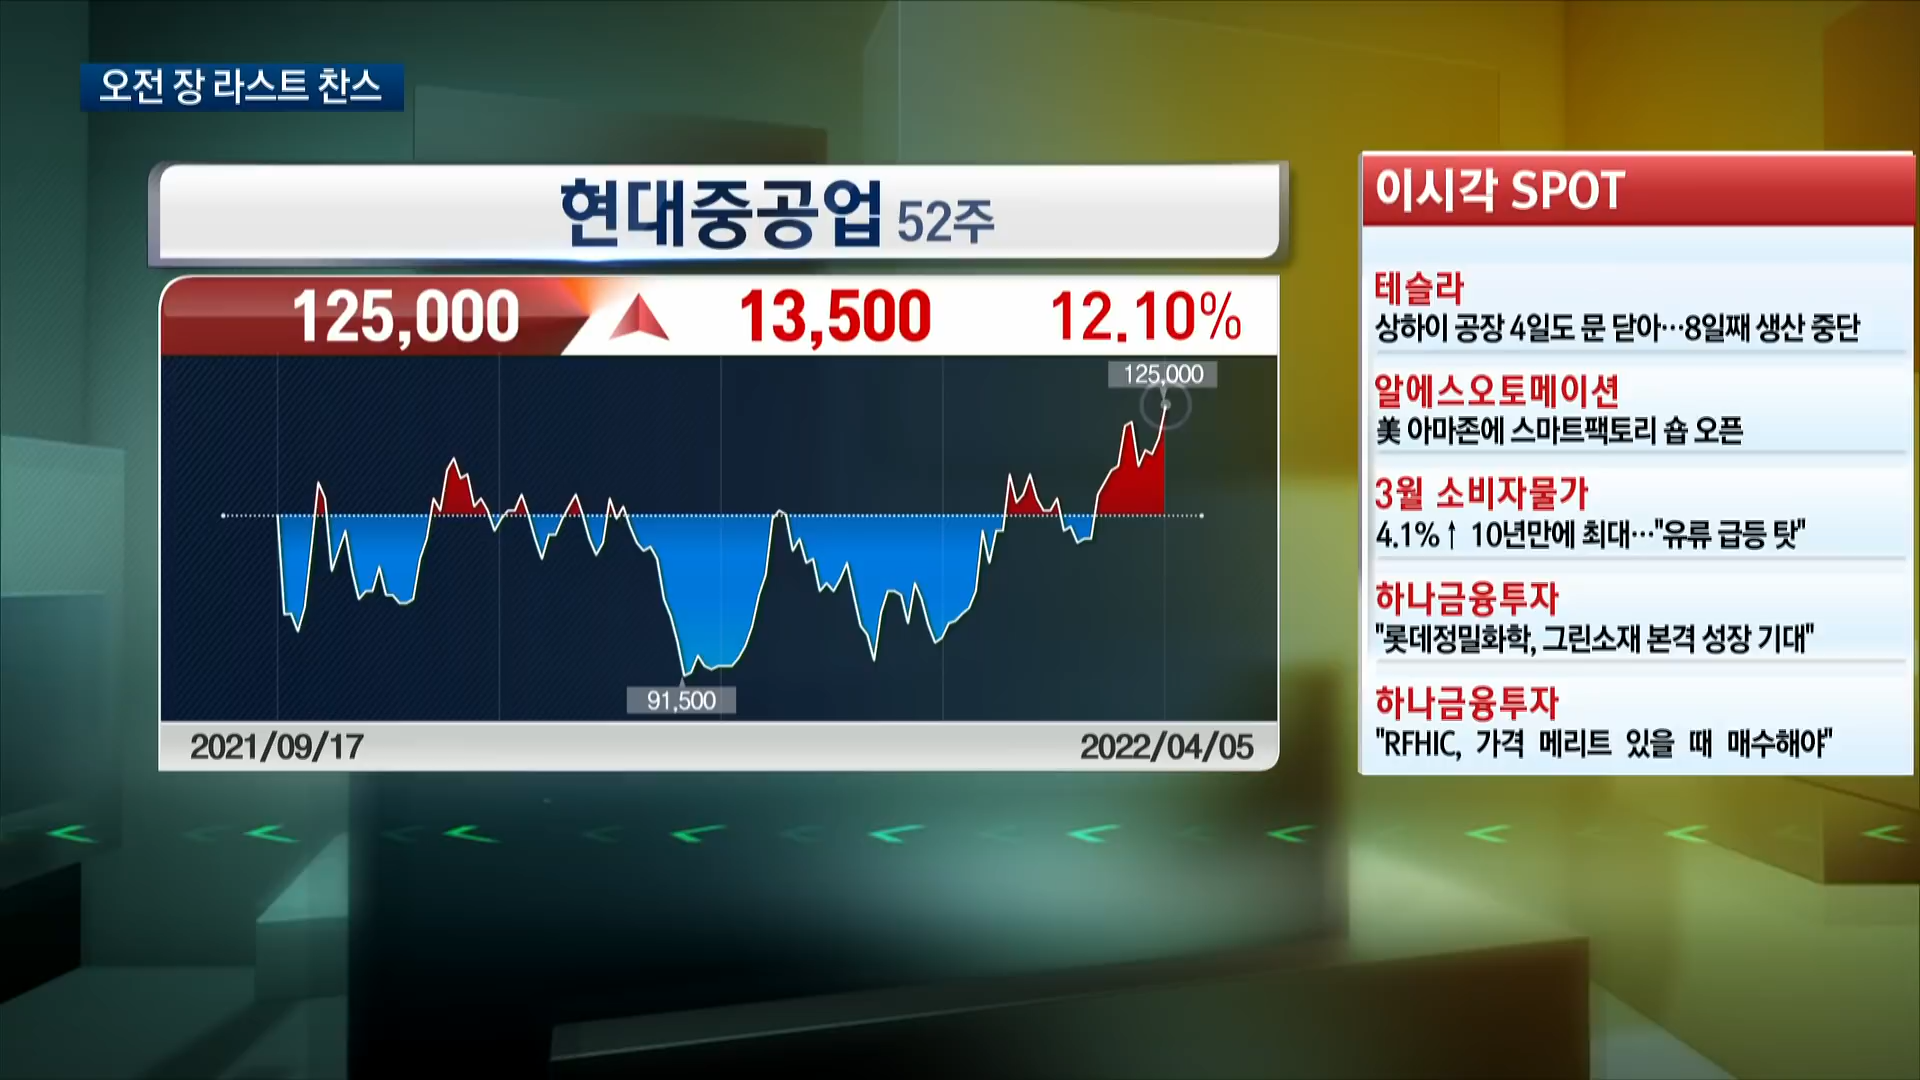 오전 장 라스트 찬스
현대중공업 52주
125,000 13,500 12.10%
125,000
91,500
2021/09/17 2022/04/05
이시각 SPOT
테슬라
상하이 공장 4일도 문 닫아…8일째 생산 중단
알에스오토메이션
美 아마존에 스마트팩토리 숍 오픈
3월 소비자물가
4.1%↑ 10년만에 최대…"유류 급등 탓"
하나금융투자
"롯데정밀화학, 그린소재 본격 성장 기대"
하나금융투자
"RFHIC, 가격 메리트 있을 때 매수해야"